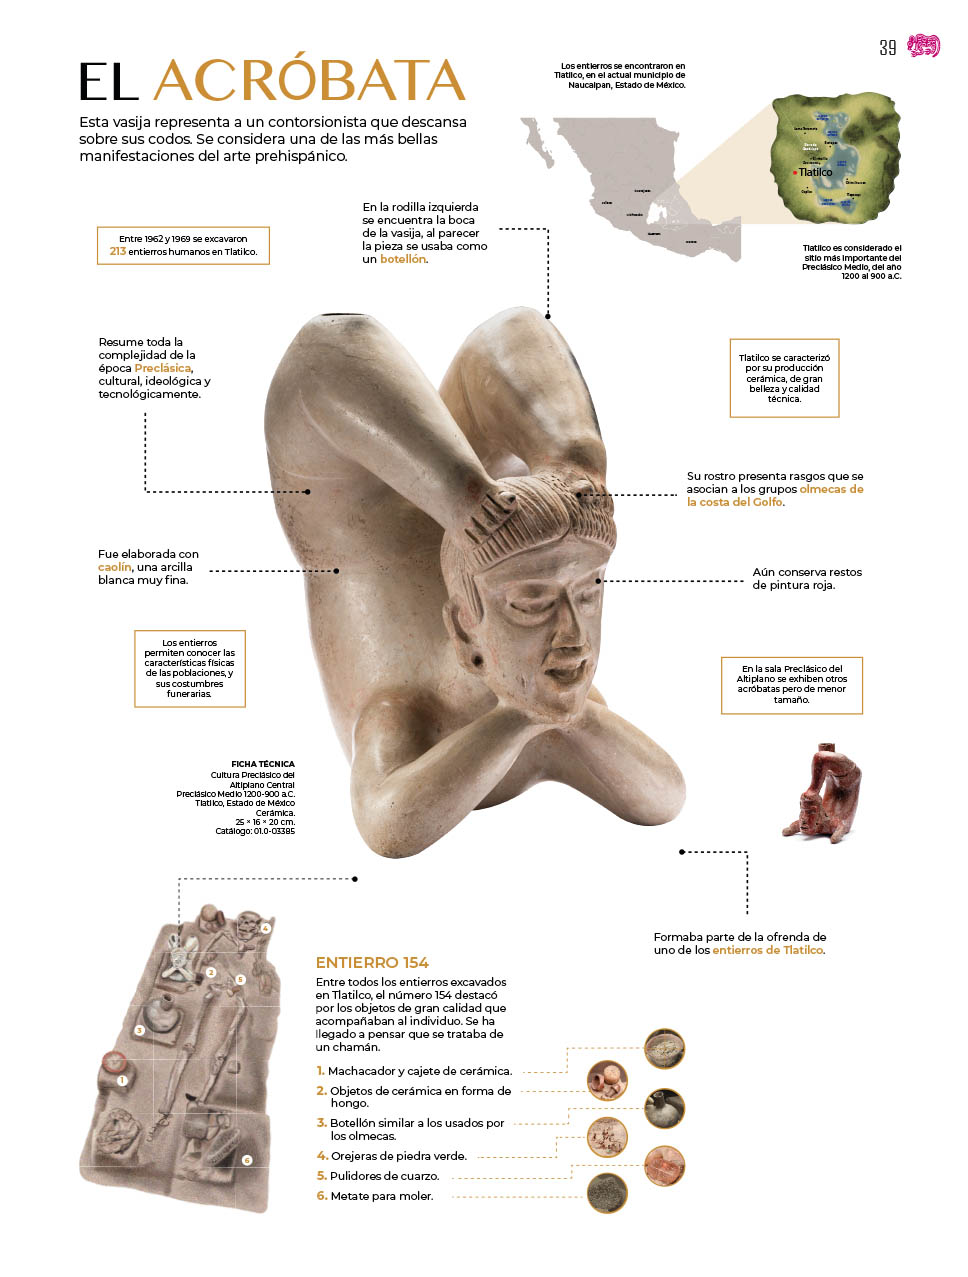 39
EL ACRÓBATA
Esta vasija representa a un contorsionista que descansa
sobre sus codos. Se considera una de las más bellas
manifestaciones del arte prehispánico.
Los entierros se encontraron en
Tlatilco, en el actual municipio de
Naucalpan, Estado de México.
Tlatilco
Tlatilco es considerado el
sitio más importante del
Preclásico Medio, del año
1200 al 900 a.C.
Entre 1962 y 1969 se excavaron
213 entierros humanos en Tlatilco.
En la rodilla izquierda
se encuentra la boca
de la vasija, al parecer
la pieza se usaba como
un botellón.
Resume toda la
complejidad de la
época Preclásica,
cultural, ideológica y
tecnológicamente.
Tlatilco se caracterizó
por su producción
cerámica, de gran
belleza y calidad
técnica.
Su rostro presenta rasgos que se
asocian a los grupos olmecas de
la costa del Golfo.
Fue elaborada con
caolín, una arcilla
blanca muy fina.
Aún conserva restos
de pintura roja.
Los entierros
permiten conocer las
características físicas
de las poblaciones, y
sus costumbres
funerarias.
En la sala Preclásico del
Altiplano se exhiben otros
acróbatas pero de menor
tamaño.
FICHA TÉCNICA
Cultura Preclásico del
Altiplano Central
Preclásico Medio 1200-900 a.C.
Tlatilco, Estado de México
Cerámica.
25 × 16 × 20 cm.
Catálogo: 01.0-03385
Formaba parte de la ofrenda de
uno de los entierros de Tlatilco.
4
2
5
3
1
6
ENTIERRO 154
Entre todos los entierros excavados
en Tlatilco, el número 154 destacó
por los objetos de gran calidad que
acompañaban al individuo. Se ha
llegado a pensar que se trataba de
un chamán.
1. Machacador y cajete de cerámica.
2. Objetos de cerámica en forma de
hongo.
3. Botellón similar a los usados por
los olmecas.
4. Orejeras de piedra verde.
5. Pulidores de cuarzo.
6. Metate para moler.